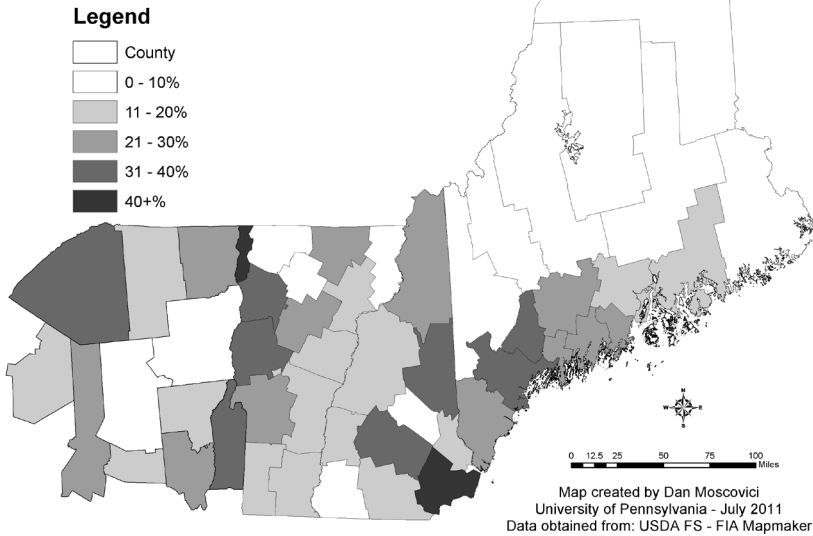 Legend
County
0 - 10%
11 - 20%
21 - 30%
31 - 40%
40+%
N
W E
S
0 12.5 25 50 75 100
Miles
Map created by Dan Moscovici
University of Pennsylvania - July 2011
Data obtained from: USDA FS - FIA Mapmaker